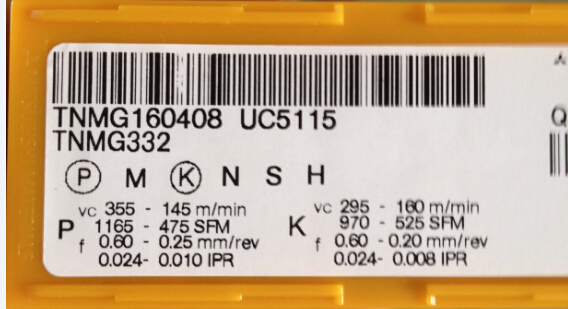 TNMG160408 UC5115
TNMG332
P M K N S H
P vc 355 - 145 m/min
1165 - 475 SFM
f 0.60 - 0.25 mm/rev
0.024- 0.010 IPR
K vc 295 - 160 m/min
970 - 525 SFM
f 0.60 - 0.20 mm/rev
0.024- 0.008 IPR
Q